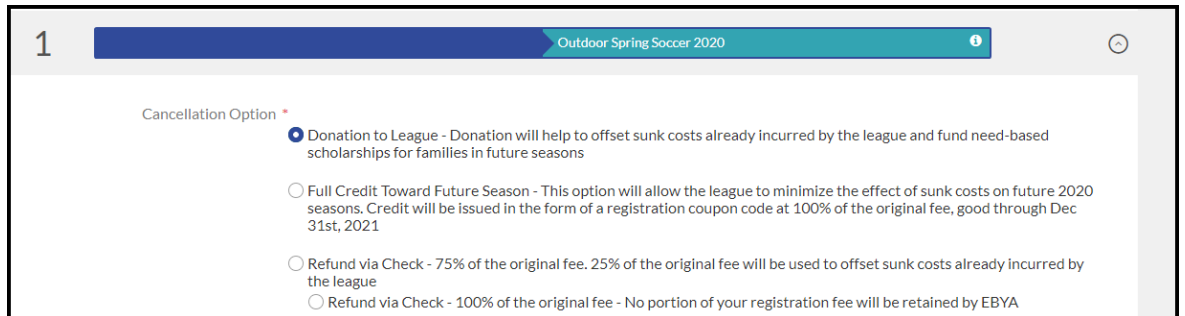 1
Outdoor Spring Soccer 2020
Cancellation Option *
Donation to League - Donation will help to offset sunk costs already incurred by the league and fund need-based
scholarships for families in future seasons
Full Credit Toward Future Season - This option will allow the league to minimize the effect of sunk costs on future 2020
seasons. Credit will be issued in the form of a registration coupon code at 100% of the original fee, good through Dec
31st, 2021
Refund via Check - 75% of the original fee. 25% of the original fee will be used to offset sunk costs already incurred by
the league
Refund via Check - 100% of the original fee - No portion of your registration fee will be retained by EBYA